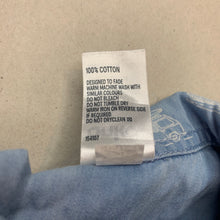 100% COTTON
DESIGNED TO FADE
WARM MACHINE WASH WITH
SIMILAR COLOURS
DO NOT BLEACH
DO NOT TUMBLE DRY
WARM IRON ON REVERSE SIDE
IF REQUIRED
DO NOT DRYCLEAN